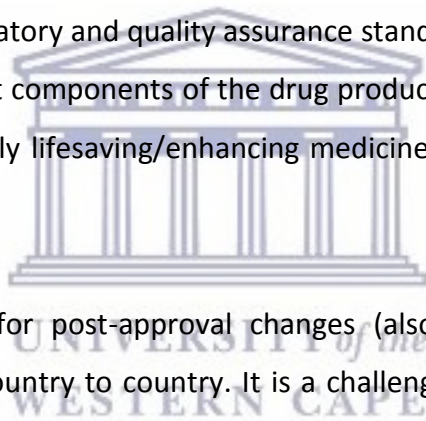 atory and quality assurance stand
t components of the drug produc
ly lifesaving/enhancing medicine
for post-approval changes (also
UNIVERSITY of the
ountry to country. It is a challeng
WESTERN CAPE